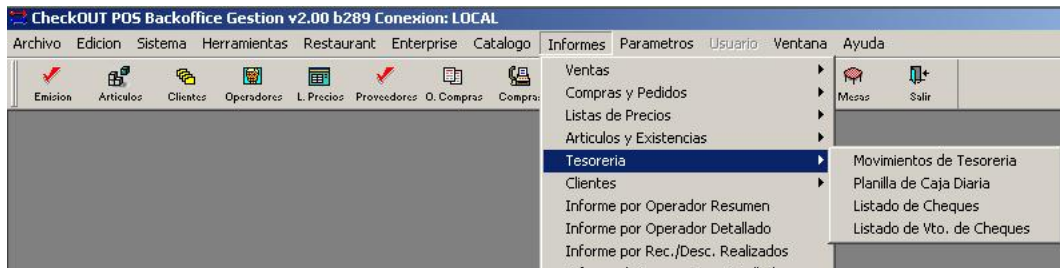 CheckOUT POS Backoffice Gestion v2.00 b289 Conexion: LOCAL
Archivo Edicion Sistema Herramientas Restaurant Enterprise Catalogo Informes Parametros Usuario Ventana Ayuda
Emision Articulos Clientes Operadores L. Precios Proveedores O. Compras Compras Mesas Salir
Ventas
Compras y Pedidos
Listas de Precios
Articulos y Existencias
Tesoreria
Clientes
Informe por Operador Resumen
Informe por Operador Detallado
Informe por Rec./Desc. Realizados
Movimientos de Tesoreria
Planilla de Caja Diaria
Listado de Cheques
Listado de Vto. de Cheques